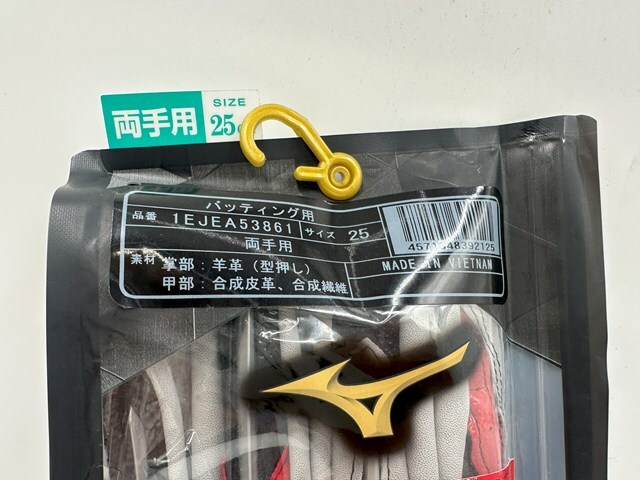 両手用
SIZE
25
バッティング用
品番 1EJEA53861 サイズ 25
両手用
素材 掌部:羊革(型押し)
甲部:合成皮革、合成繊維
MADE IN VIETNAM